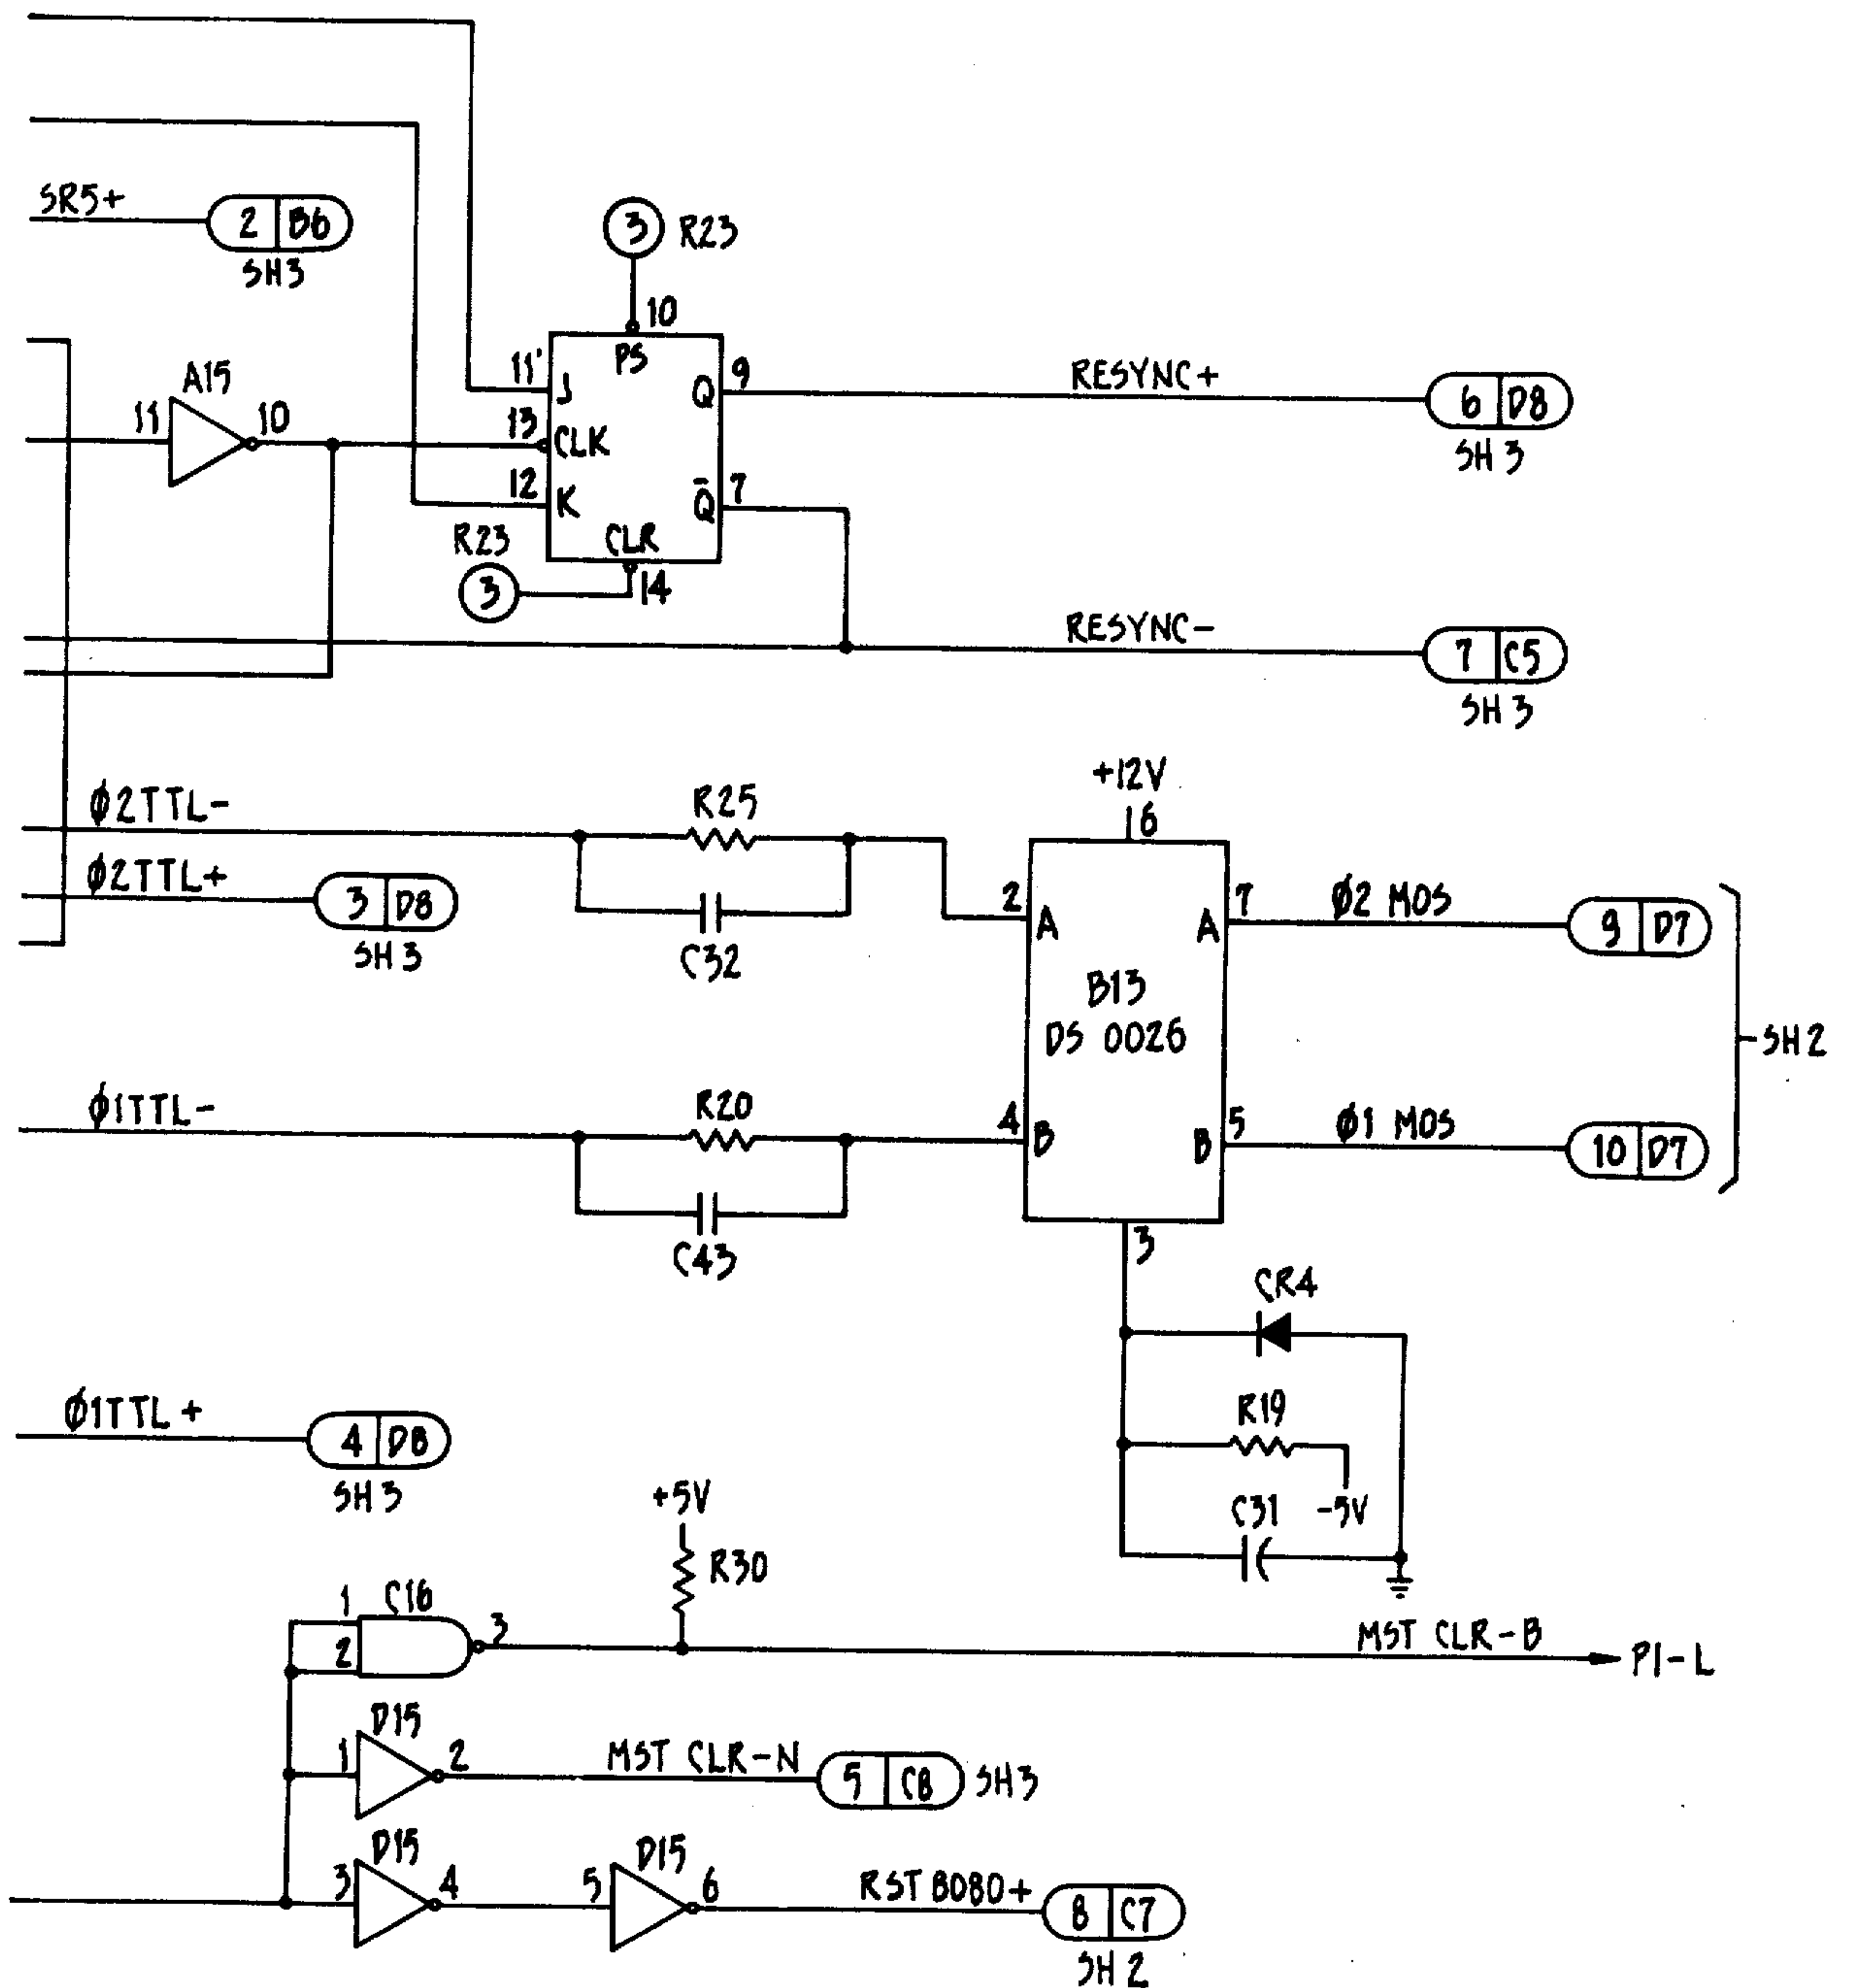 SR5+
2 B6
SH3
3 R23
10
PS
A15
11 10
11'
J
Q 9
RESYNC+
6 D8
SH 3
13
CLK
12
K
Q̄ 7
R23
CLR
3
14
RESYNC-
7 C5
SH 3
+12V
6
Ø2TTL-
R25
Ø2TTL+
3 D8
SH 3
C32
2
A
A
7
Ø2 MOS
9 D7
B13
DS 0026
SH2
Ø1TTL-
R20
4
B
B
5
Ø1 MOS
10 D7
C43
3
CR4
Ø1TTL+
4 D8
SH 3
R19
+5V
C31
-5V
R30
1
C16
2
3
MST CLR-B
P1-L
D15
1 2
MST CLR-N
5 C8
SH3
D15
3 4
D15
5 6
RST 8080+
8 C7
SH 2